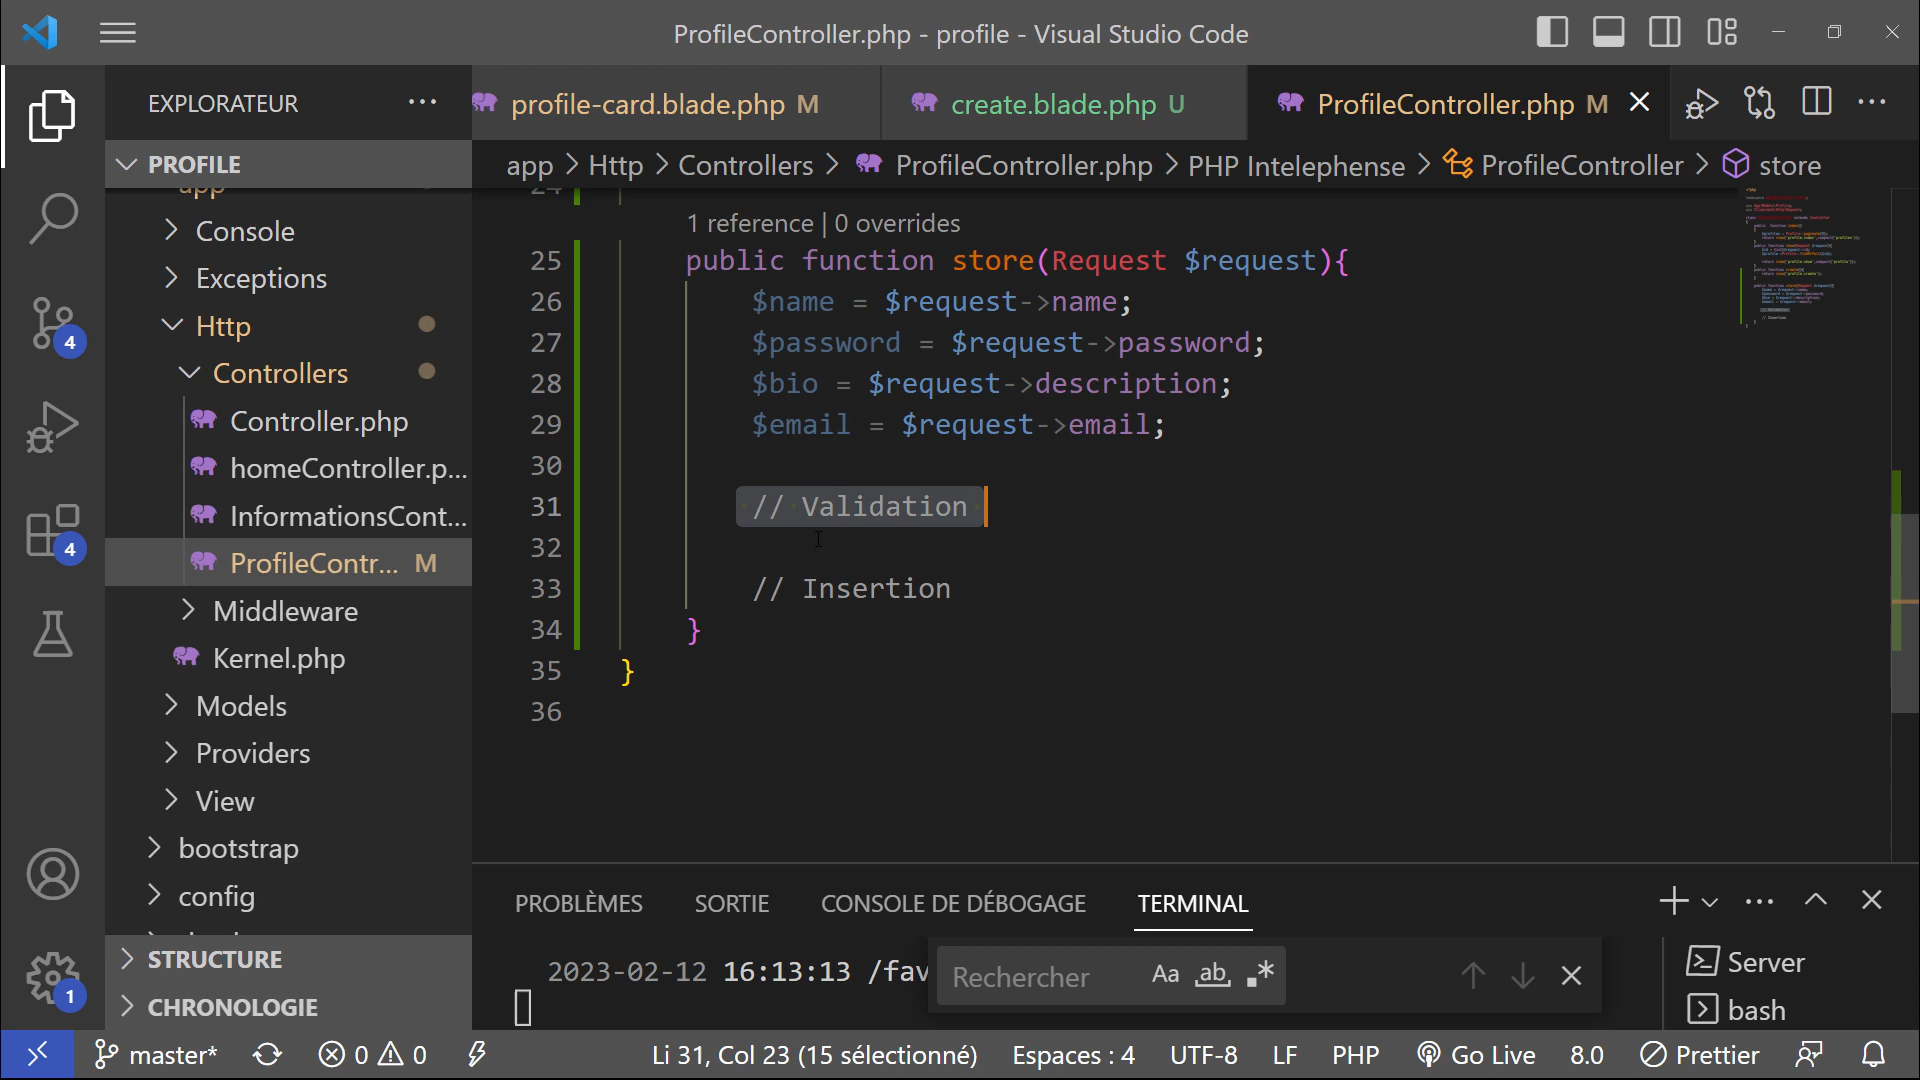 ProfileController.php - profile - Visual Studio Code
EXPLORATEUR
profile-card.blade.php M
create.blade.php U
ProfileController.php M
PROFILE
app > Http > Controllers > ProfileController.php > PHP Intelephense > ProfileController > store
app
Console
Exceptions
Http
Controllers
Controller.php
homeController.p...
InformationsCont...
ProfileContr... M
Middleware
Kernel.php
Models
Providers
View
bootstrap
config
STRUCTURE
CHRONOLOGIE
4
4
1
24
1 reference | 0 overrides
25 public function store(Request $request){
26 $name = $request->name;
27 $password = $request->password;
28 $bio = $request->description;
29 $email = $request->email;
30
31 // Validation
32
33 // Insertion
34 }
35 }
36
PROBLÈMES SORTIE CONSOLE DE DÉBOGAGE TERMINAL
2023-02-12 16:13:13 /fav
Rechercher Aa ab .*
Server
bash
master* 0 0 Li 31, Col 23 (15 sélectionné) Espaces : 4 UTF-8 LF PHP Go Live 8.0 Prettier